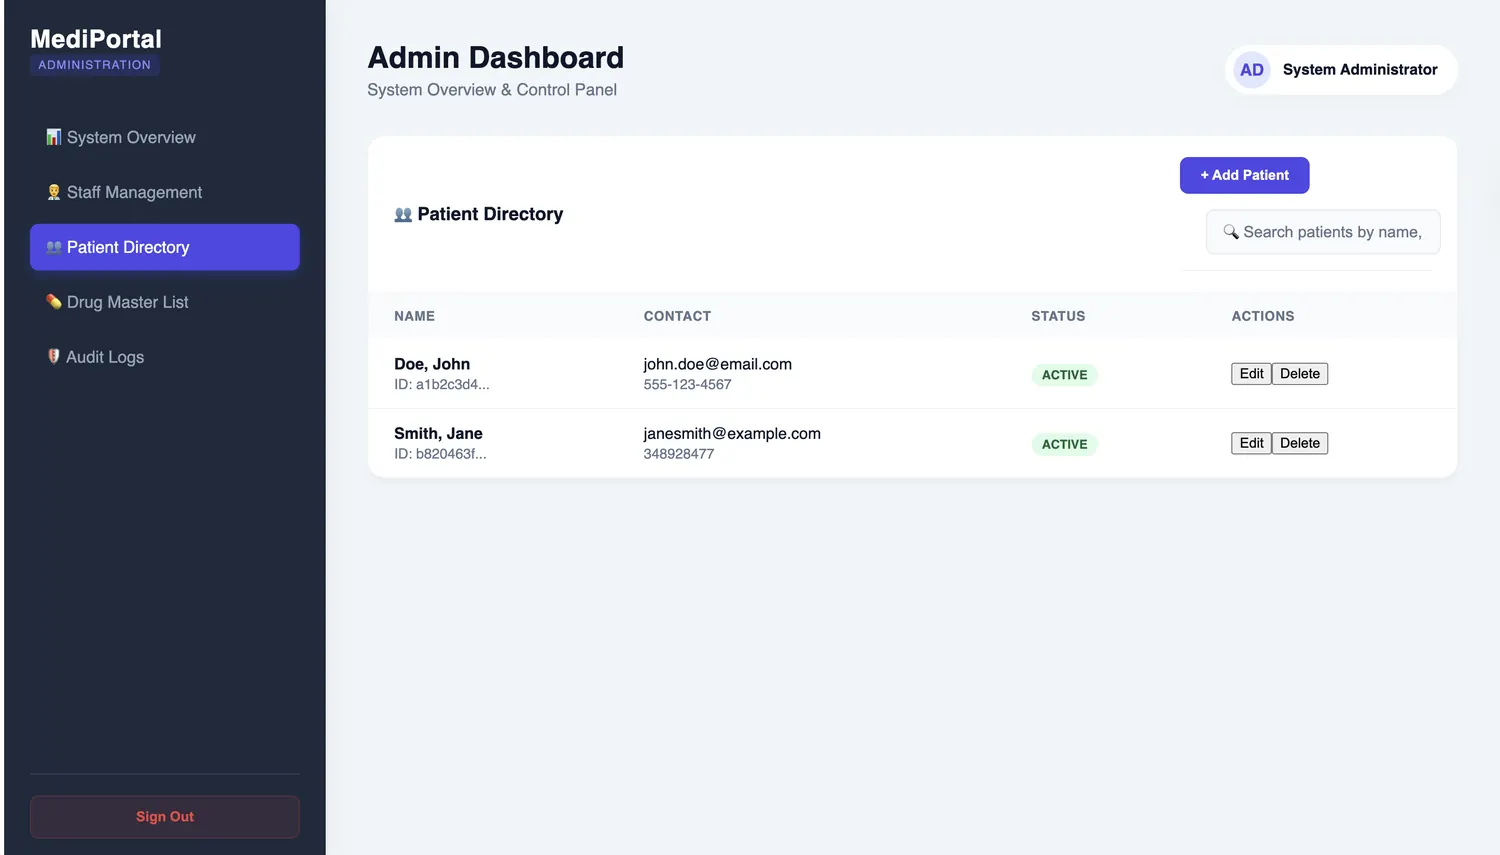 MediPortal
ADMINISTRATION
📊 System Overview
👨‍⚕️ Staff Management
👥 Patient Directory
💊 Drug Master List
🛡️ Audit Logs
Sign Out
Admin Dashboard
System Overview & Control Panel
AD System Administrator
+ Add Patient
👥 Patient Directory
🔍 Search patients by name,
NAME CONTACT STATUS ACTIONS
Doe, John john.doe@email.com ACTIVE Edit Delete
ID: a1b2c3d4... 555-123-4567
Smith, Jane janesmith@example.com ACTIVE Edit Delete
ID: b820463f... 348928477